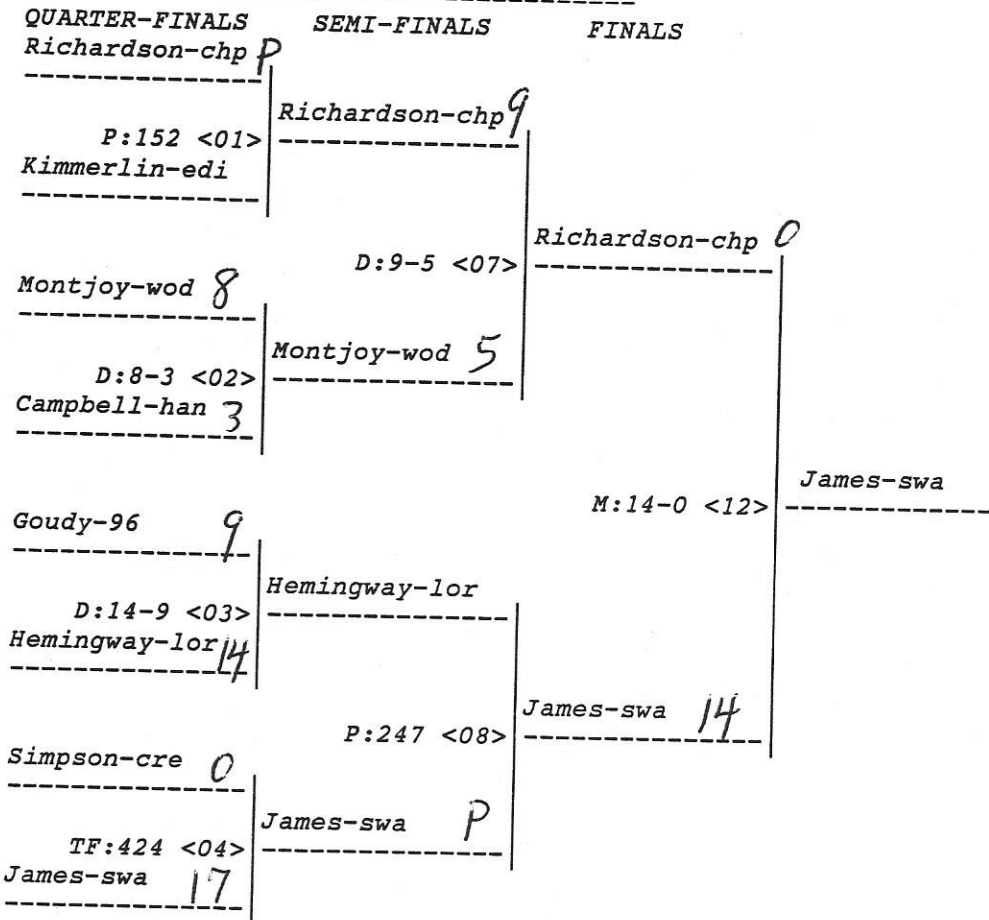 QUARTER-FINALS SEMI-FINALS FINALS
Richardson-chp P
Richardson-chp 9
P:152 <01>
Kimmerlin-edi
Richardson-chp 0
D:9-5 <07>
Montjoy-wod 8
Montjoy-wod 5
D:8-3 <02>
Campbell-han 3
James-swa
M:14-0 <12>
Goudy-96 9
Hemingway-lor
D:14-9 <03>
Hemingway-lor 14
James-swa 14
P:247 <08>
Simpson-cre 0
James-swa P
TF:424 <04>
James-swa 17